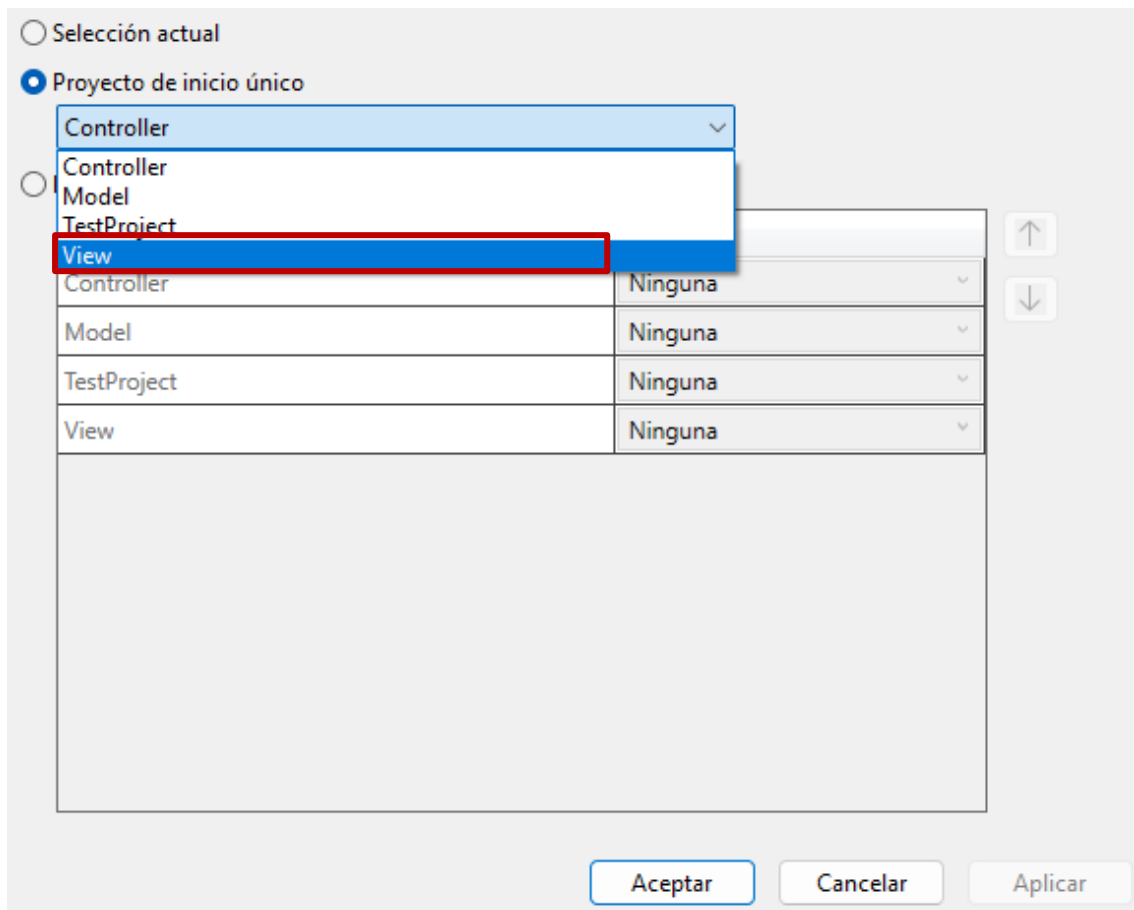 Selección actual
Proyecto de inicio único
Controller
Controller
Model
TestProject
View
Controller Ninguna
Model Ninguna
TestProject Ninguna
View Ninguna
Aceptar Cancelar Aplicar